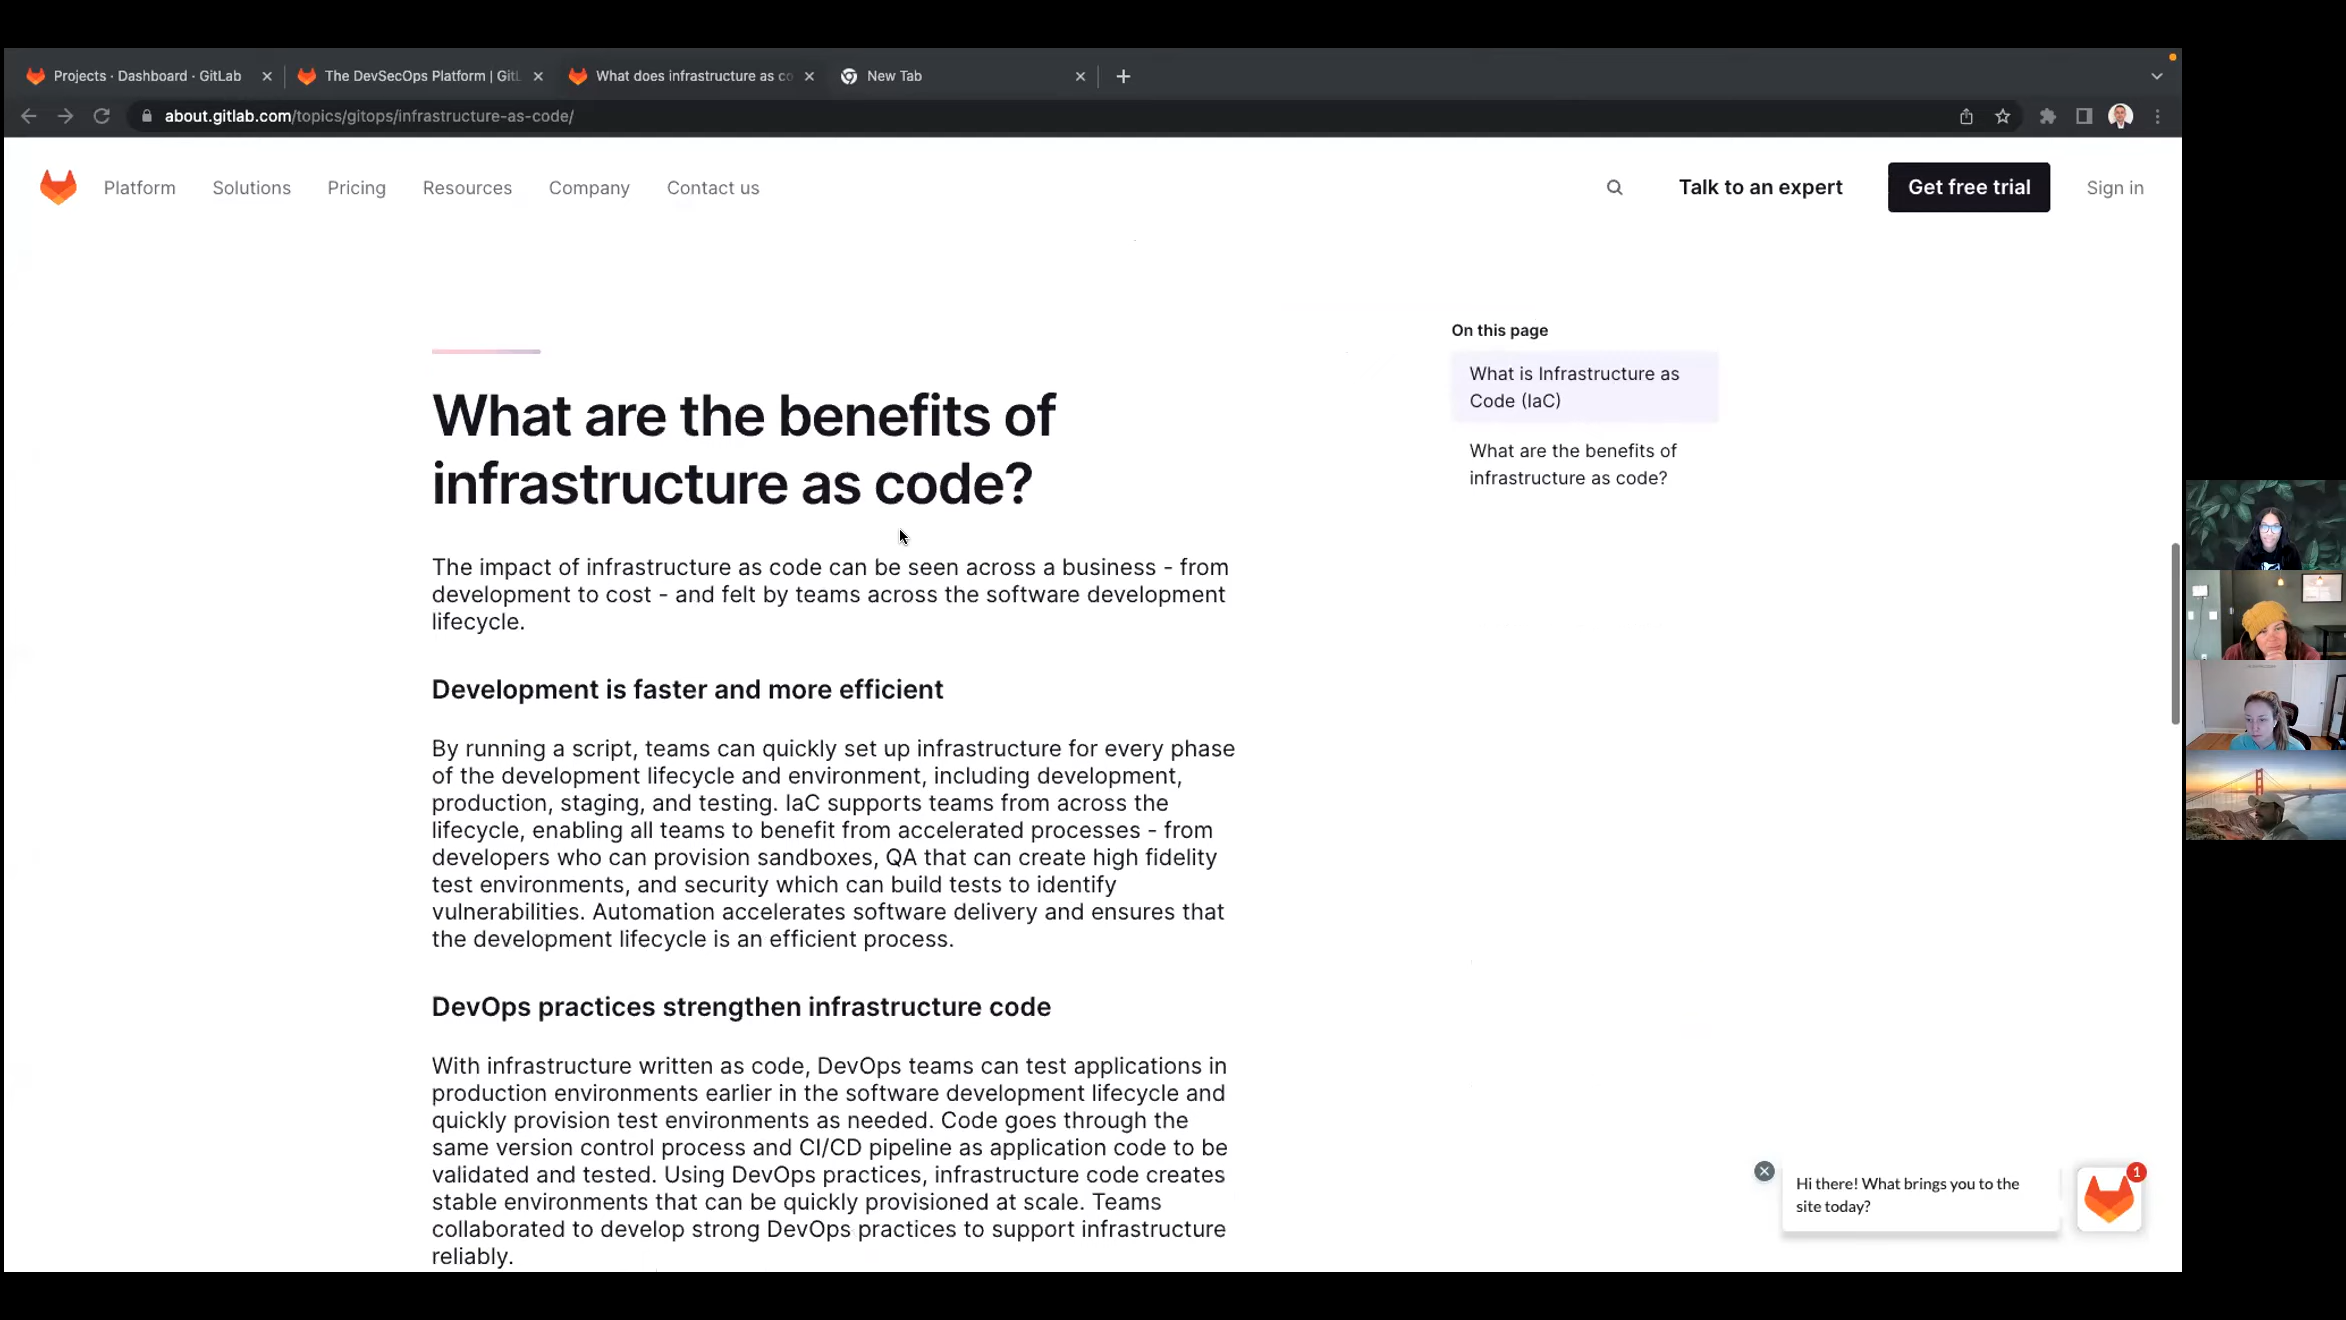 Projects · Dashboard · GitLab
The DevSecOps Platform | GitL
What does infrastructure as co
New Tab
about.gitlab.com/topics/gitops/infrastructure-as-code/
Platform
Solutions
Pricing
Resources
Company
Contact us
Talk to an expert
Get free trial
Sign in
What are the benefits of
infrastructure as code?
The impact of infrastructure as code can be seen across a business - from
development to cost - and felt by teams across the software development
lifecycle.
Development is faster and more efficient
By running a script, teams can quickly set up infrastructure for every phase
of the development lifecycle and environment, including development,
production, staging, and testing. IaC supports teams from across the
lifecycle, enabling all teams to benefit from accelerated processes - from
developers who can provision sandboxes, QA that can create high fidelity
test environments, and security which can build tests to identify
vulnerabilities. Automation accelerates software delivery and ensures that
the development lifecycle is an efficient process.
DevOps practices strengthen infrastructure code
With infrastructure written as code, DevOps teams can test applications in
production environments earlier in the software development lifecycle and
quickly provision test environments as needed. Code goes through the
same version control process and CI/CD pipeline as application code to be
validated and tested. Using DevOps practices, infrastructure code creates
stable environments that can be quickly provisioned at scale. Teams
collaborated to develop strong DevOps practices to support infrastructure
reliably.
On this page
What is Infrastructure as
Code (IaC)
What are the benefits of
infrastructure as code?
Hi there! What brings you to the
site today?
1